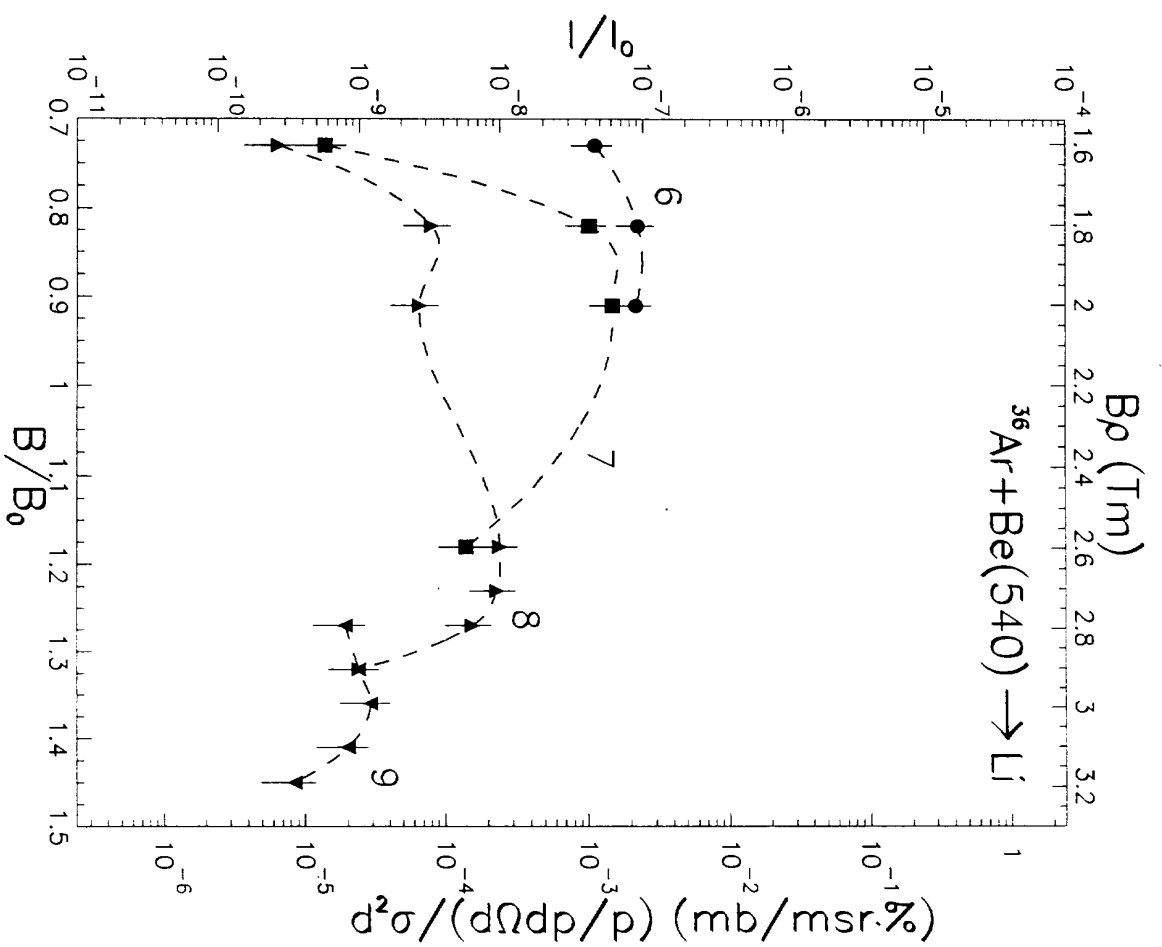 Bρ (Tm)
1.6 1.8 2 2.2 2.4 2.6 2.8 3 3.2
³⁶Ar+Be(540) → Li
I/I₀
10⁻⁴
10⁻⁵
10⁻⁶
10⁻⁷
10⁻⁸
10⁻⁹
10⁻¹⁰
10⁻¹¹
6
7
8
9
1
10⁻¹
10⁻²
10⁻³
10⁻⁴
10⁻⁵
10⁻⁶
d²σ/(dΩdp/p) (mb/msr.%)
0.7 0.8 0.9 1 1.1 1.2 1.3 1.4 1.5
B/B₀